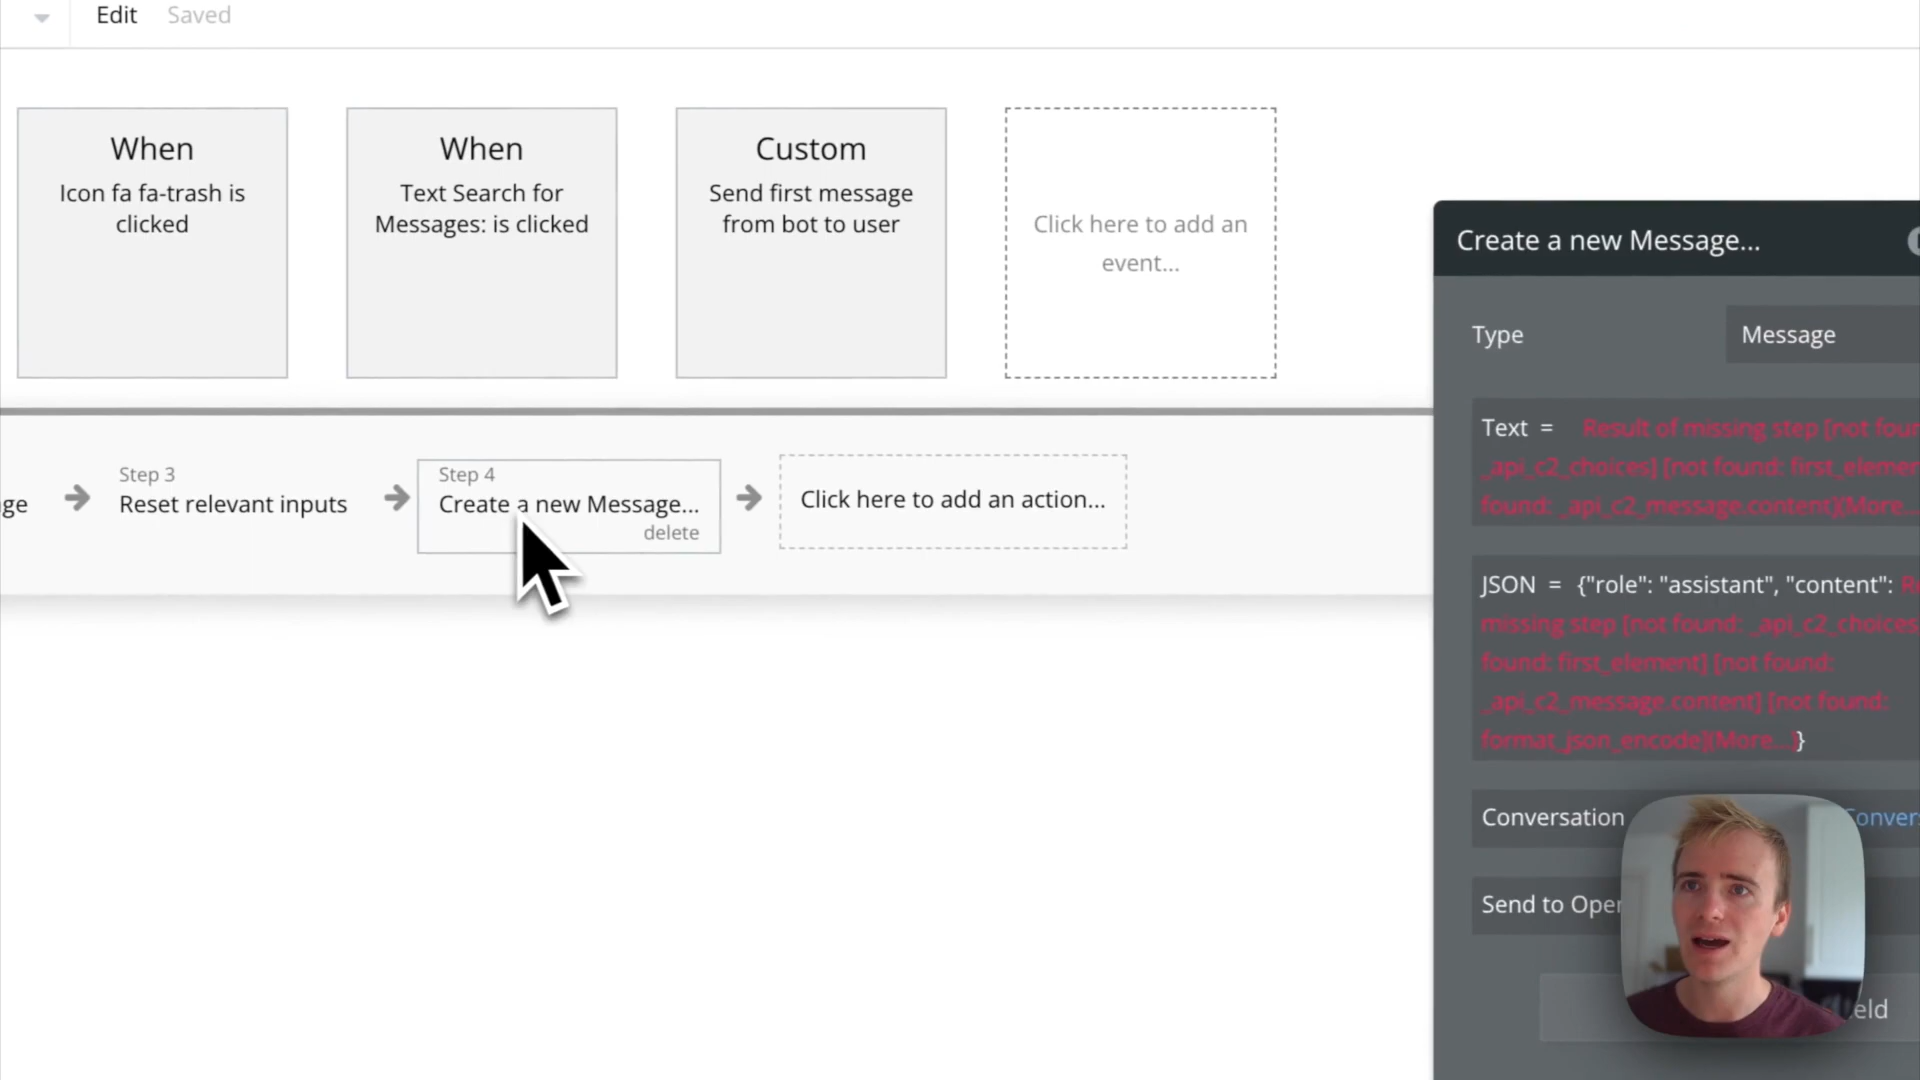 Edit Saved
When
Icon fa fa-trash is
clicked
When
Text Search for
Messages: is clicked
Custom
Send first message
from bot to user
Click here to add an
event...
Create a new Message...
Type
Message
Text = Result of missing step [not foun
_api_c2_choices] [not found: first_elemen
found: _api_c2_message.content](More...
JSON = {"role": "assistant", "content": Re
missing step [not found: _api_c2_choices
found: first_element] [not found:
_api_c2_message.content] [not found:
format_json_encode](More...)}
Conversation
Convers
Send to Open
eld
ge
Step 3
Reset relevant inputs
Step 4
Create a new Message...
delete
Click here to add an action...